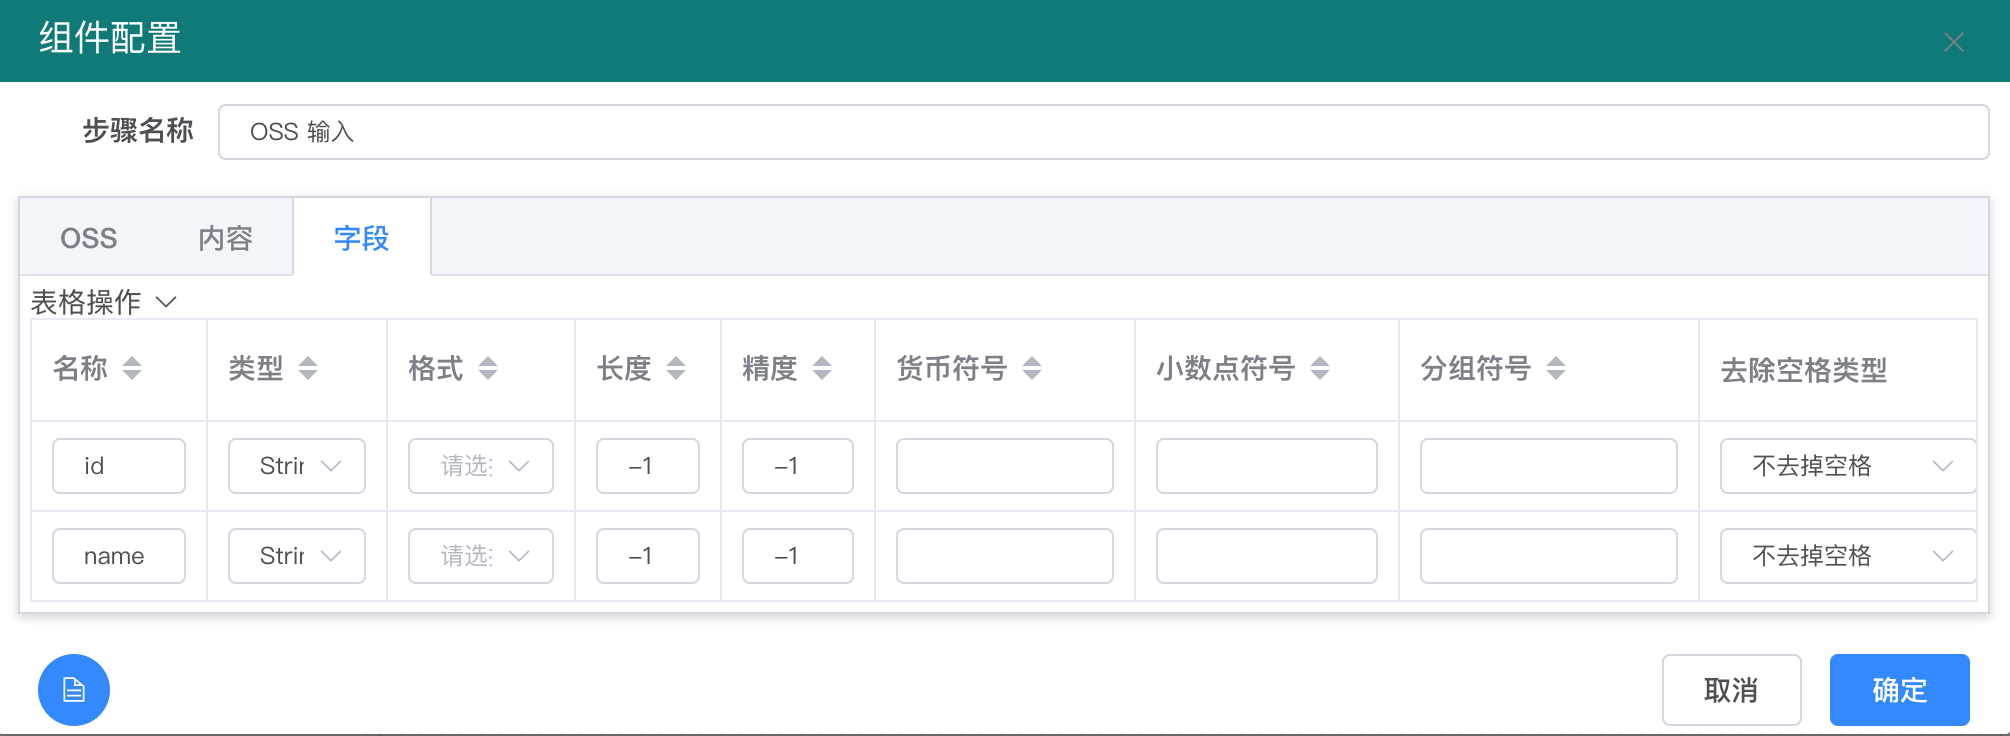 组件配置
步骤名称 OSS 输入
OSS 内容 字段
表格操作
名称 类型 格式 长度 精度 货币符号 小数点符号 分组符号 去除空格类型
id Strin 请选 -1 -1 不去掉空格
name Strin 请选 -1 -1 不去掉空格
取消 确定